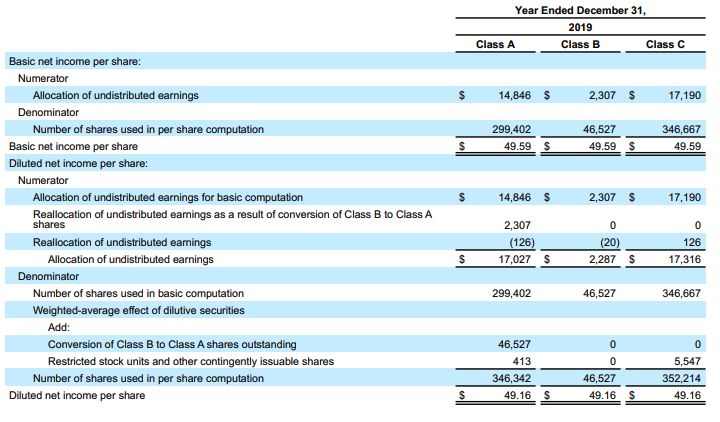 Year Ended December 31,
2019
Class A Class B Class C
Basic net income per share:
Numerator
Allocation of undistributed earnings $ 14,846 $ 2,307 $ 17,190
Denominator
Number of shares used in per share computation 299,402 46,527 346,667
Basic net income per share $ 49.59 $ 49.59 $ 49.59
Diluted net income per share:
Numerator
Allocation of undistributed earnings for basic computation $ 14,846 $ 2,307 $ 17,190
Reallocation of undistributed earnings as a result of conversion of Class B to Class A
shares 2,307 0 0
Reallocation of undistributed earnings (126) (20) 126
Allocation of undistributed earnings $ 17,027 $ 2,287 $ 17,316
Denominator
Number of shares used in basic computation 299,402 46,527 346,667
Weighted-average effect of dilutive securities
Add:
Conversion of Class B to Class A shares outstanding 46,527 0 0
Restricted stock units and other contingently issuable shares 413 0 5,547
Number of shares used in per share computation 346,342 46,527 352,214
Diluted net income per share $ 49.16 $ 49.16 $ 49.16